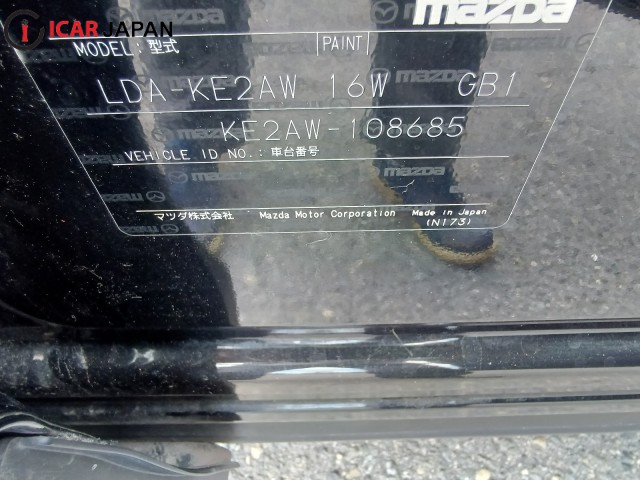 ICAR JAPAN
mazda
MODEL: 型式 PAINT
LDA-KE2AW 16W GB1
KE2AW-108685
VEHICLE ID NO.: 車台番号
マツダ株式会社 Mazda Motor Corporation Made in Japan
(N173)